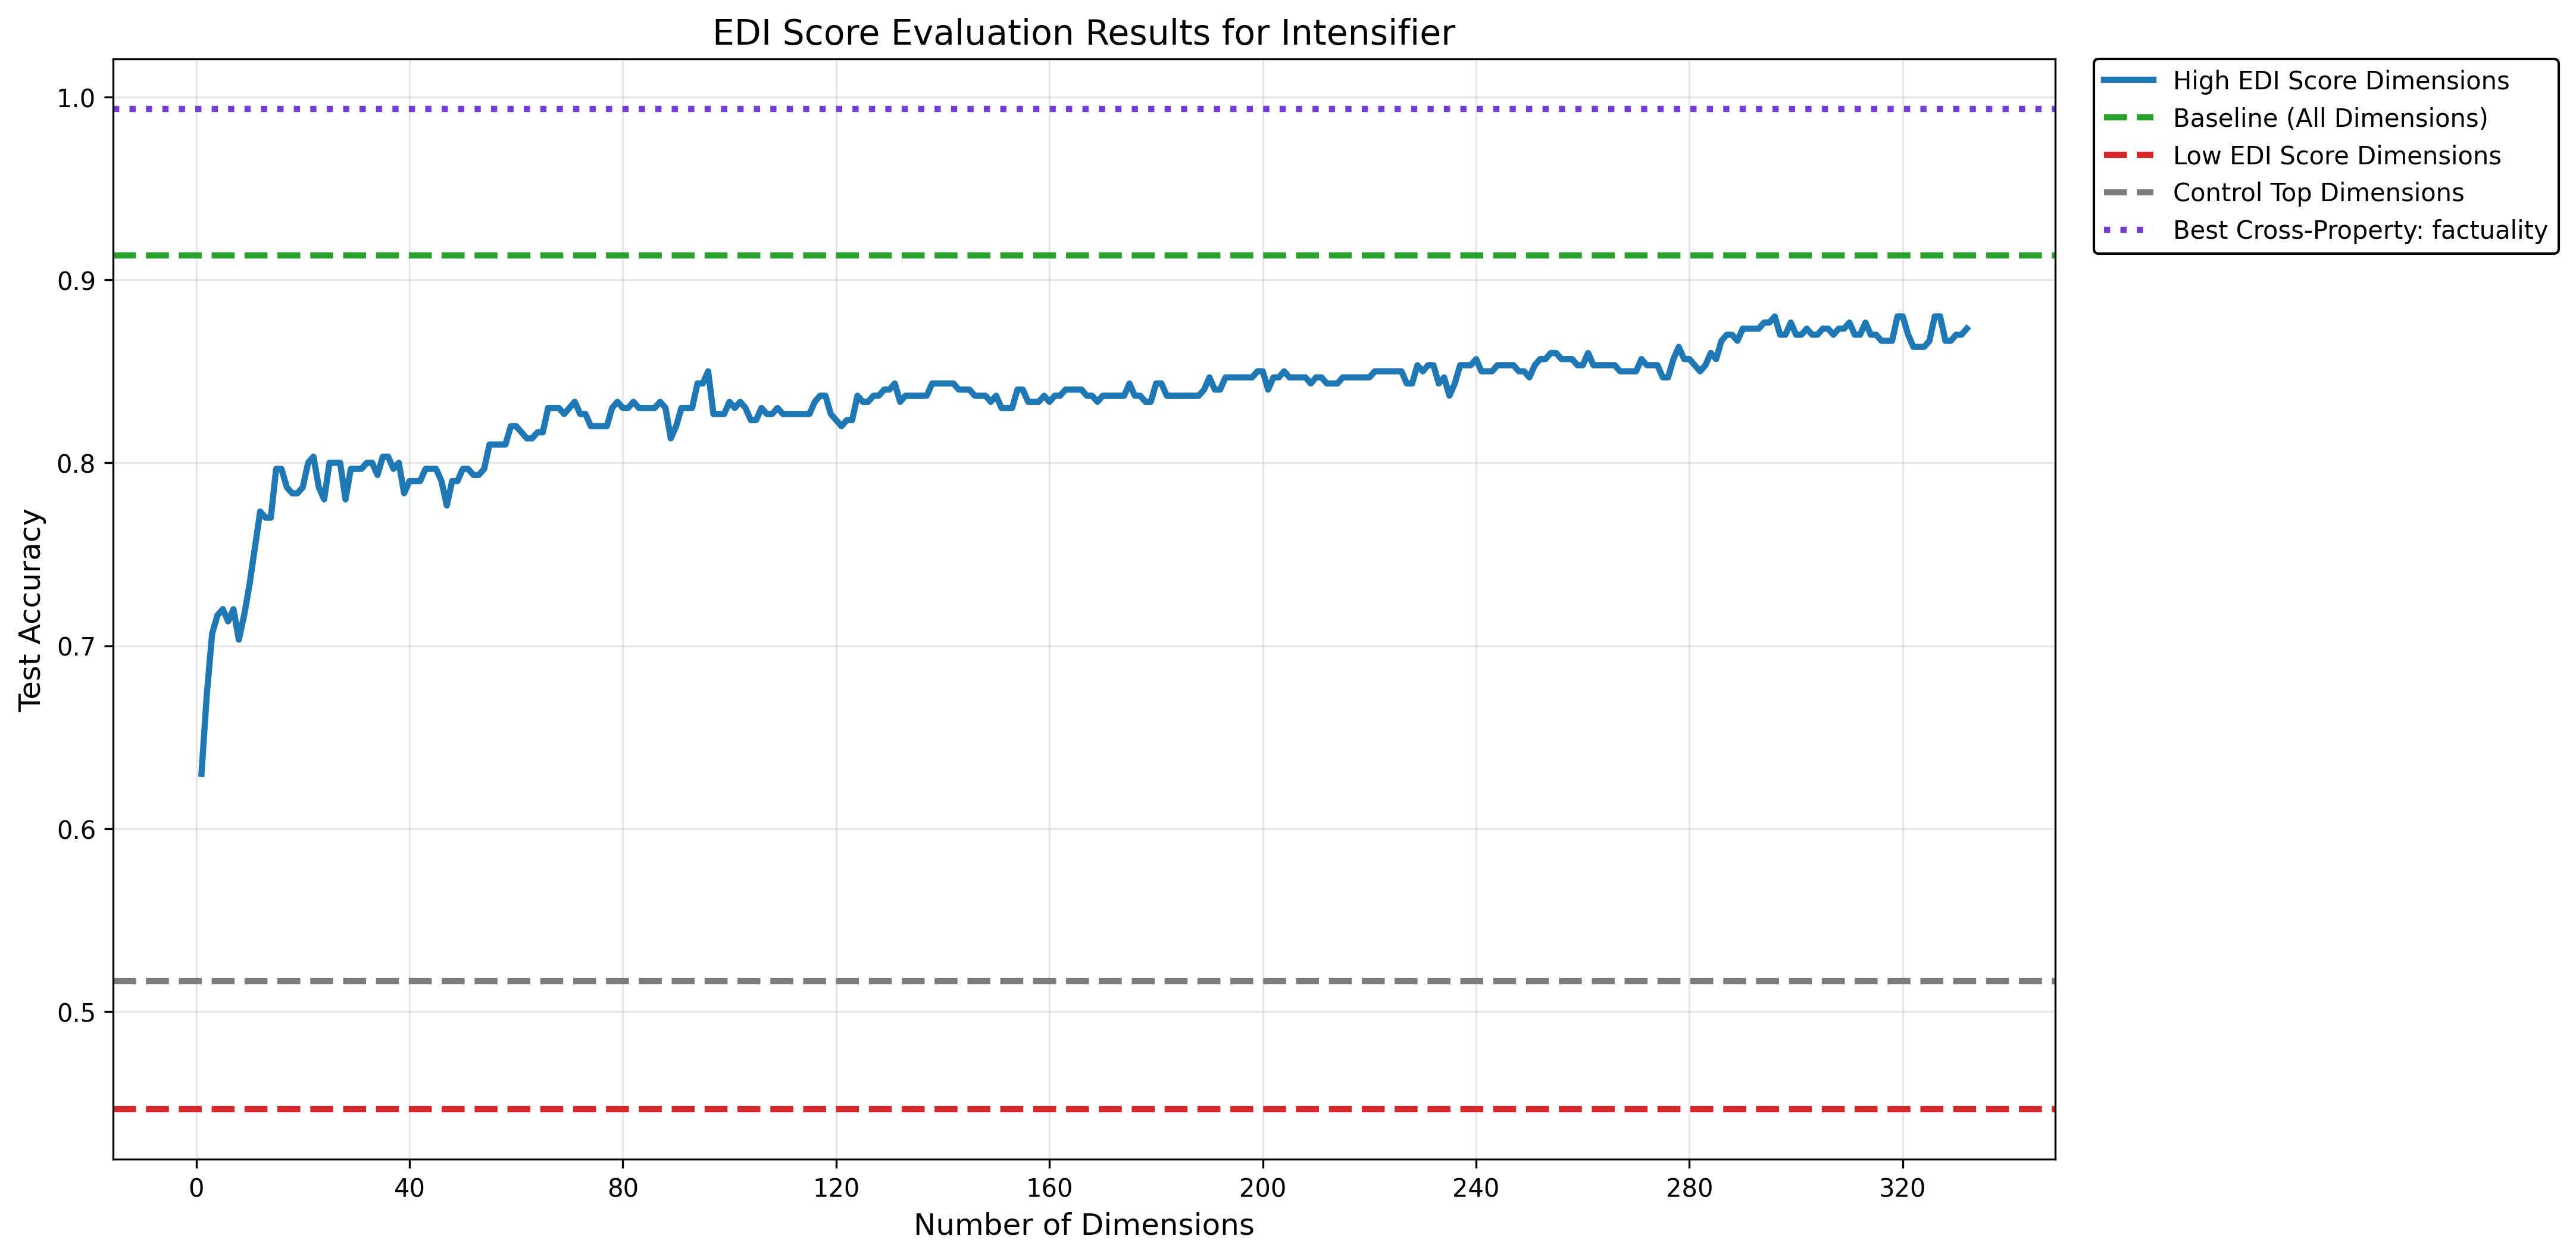 EDI Score Evaluation Results for Intensifier
1.0
0.9
0.8
0.7
0.6
0.5
Test Accuracy
0
40
80
120
160
200
240
280
320
Number of Dimensions
High EDI Score Dimensions
Baseline (All Dimensions)
Low EDI Score Dimensions
Control Top Dimensions
Best Cross-Property: factuality